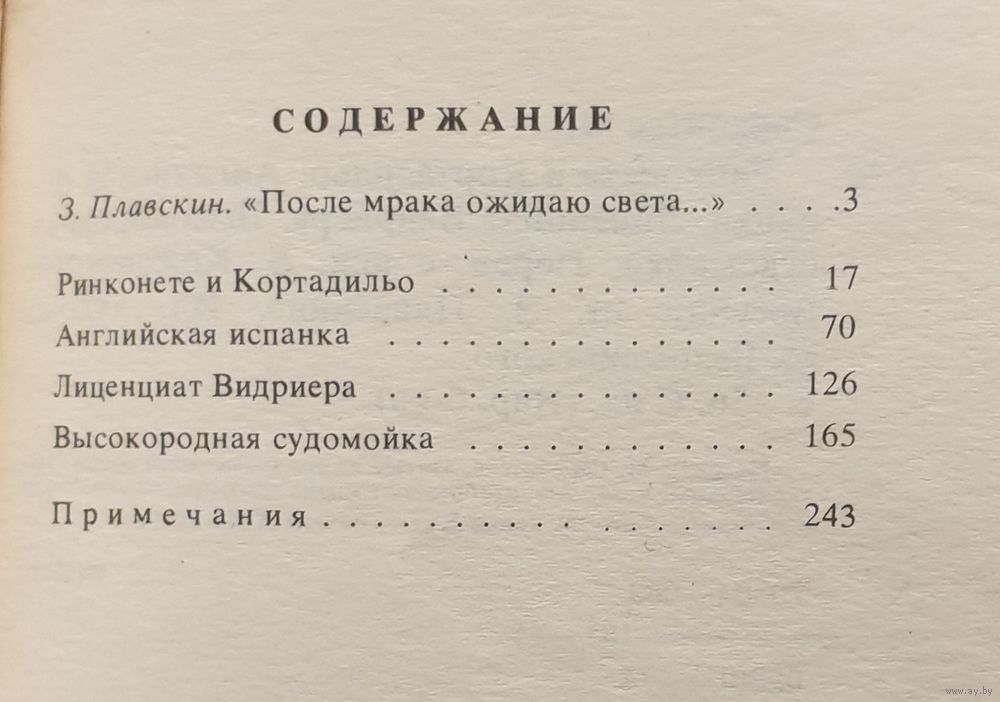 СОДЕРЖАНИЕ
З. Плавскин. «После мрака ожидаю света...» . . . .3
Ринконете и Кортадильо . . . . . . . . . . . . . 17
Английская испанка . . . . . . . . . . . . . . . 70
Лиценциат Видриера . . . . . . . . . . . . . . . 126
Высокородная судомойка . . . . . . . . . . . . 165
Примечания . . . . . . . . . . . . . . . . . 243
www.ay.by